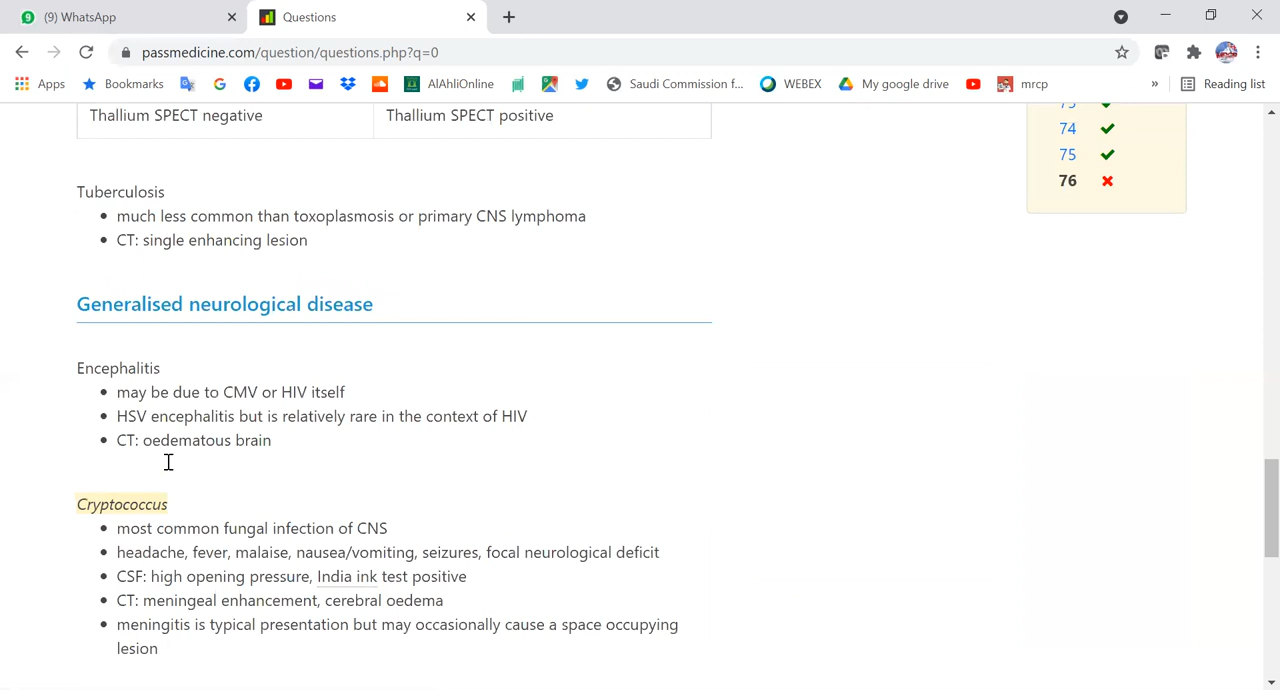 (9) WhatsApp
Questions
passmedicine.com/question/questions.php?q=0
Apps Bookmarks AlAhliOnline Saudi Commission f... WEBEX My google drive mrcp » Reading list
Thallium SPECT negative Thallium SPECT positive
74
75
76
Tuberculosis
• much less common than toxoplasmosis or primary CNS lymphoma
• CT: single enhancing lesion
Generalised neurological disease
Encephalitis
• may be due to CMV or HIV itself
• HSV encephalitis but is relatively rare in the context of HIV
• CT: oedematous brain
Cryptococcus
• most common fungal infection of CNS
• headache, fever, malaise, nausea/vomiting, seizures, focal neurological deficit
• CSF: high opening pressure, India ink test positive
• CT: meningeal enhancement, cerebral oedema
• meningitis is typical presentation but may occasionally cause a space occupying
lesion